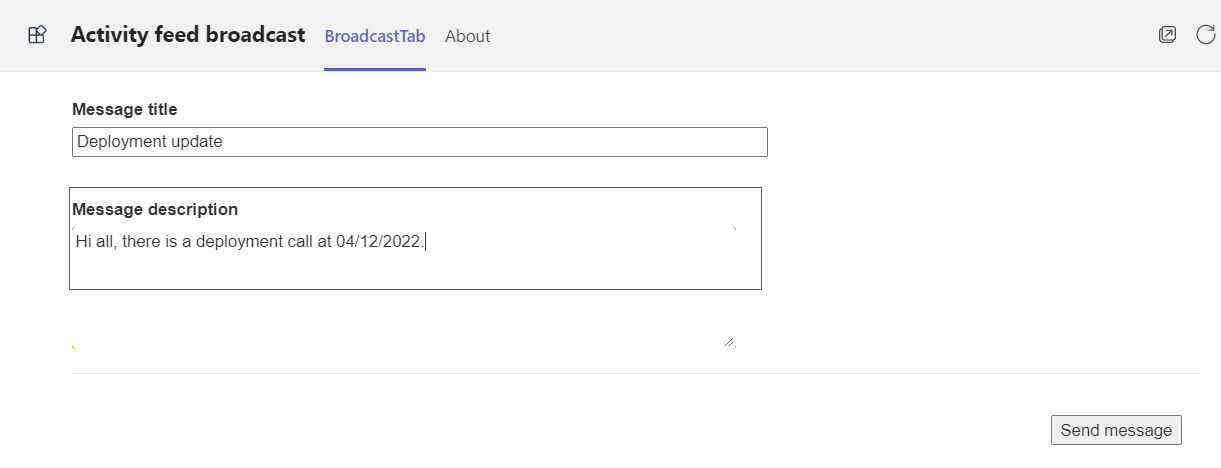 Activity feed broadcast BroadcastTab About
Message title
Deployment update
Message description
Hi all, there is a deployment call at 04/12/2022.
Send message